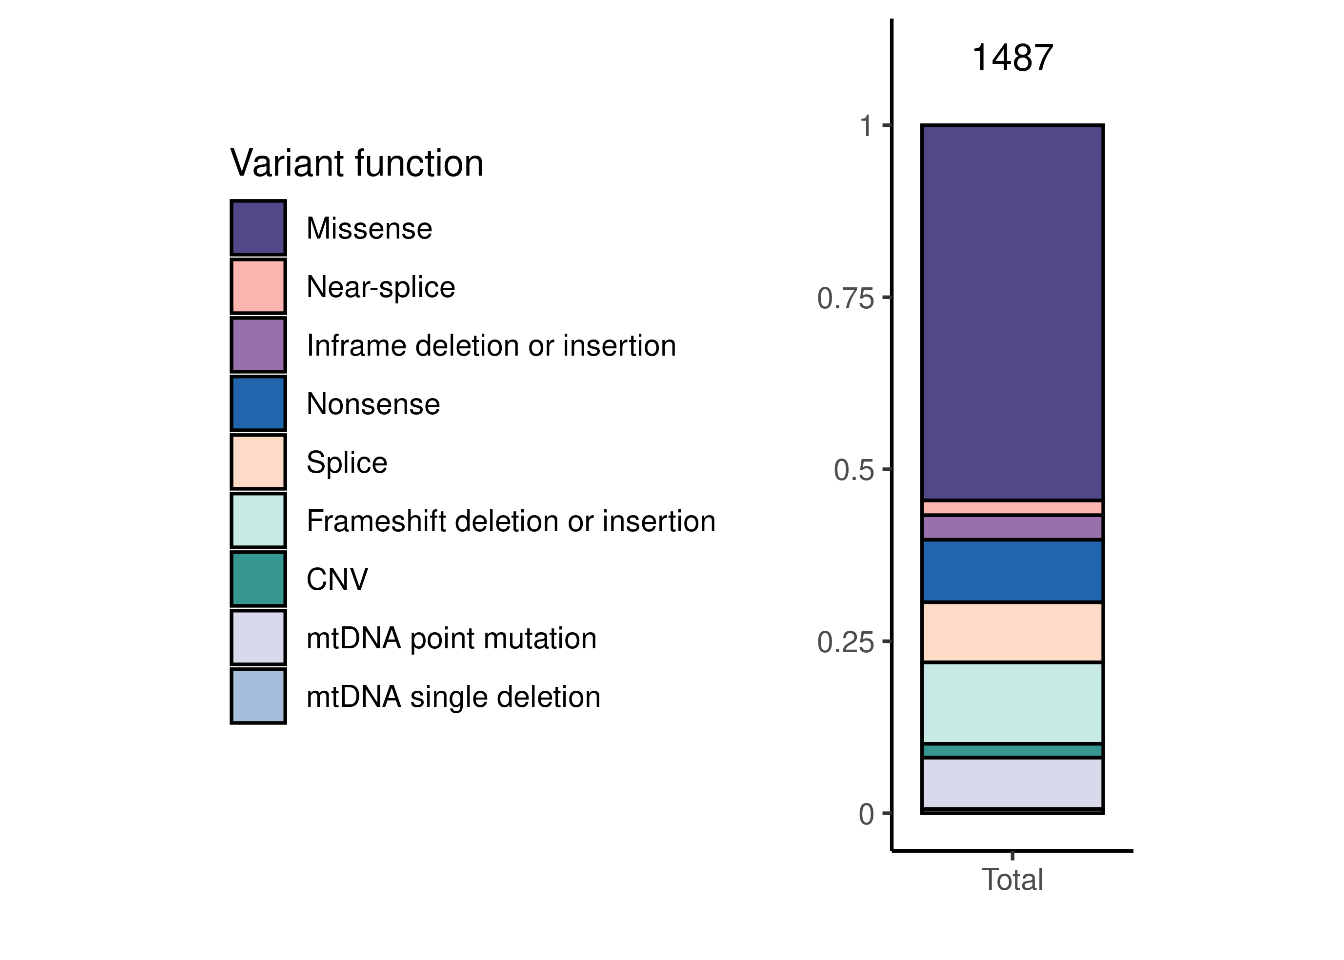 Variant function
Missense
Near-splice
Inframe deletion or insertion
Nonsense
Splice
Frameshift deletion or insertion
CNV
mtDNA point mutation
mtDNA single deletion
1487
1
0.75
0.5
0.25
0
Total